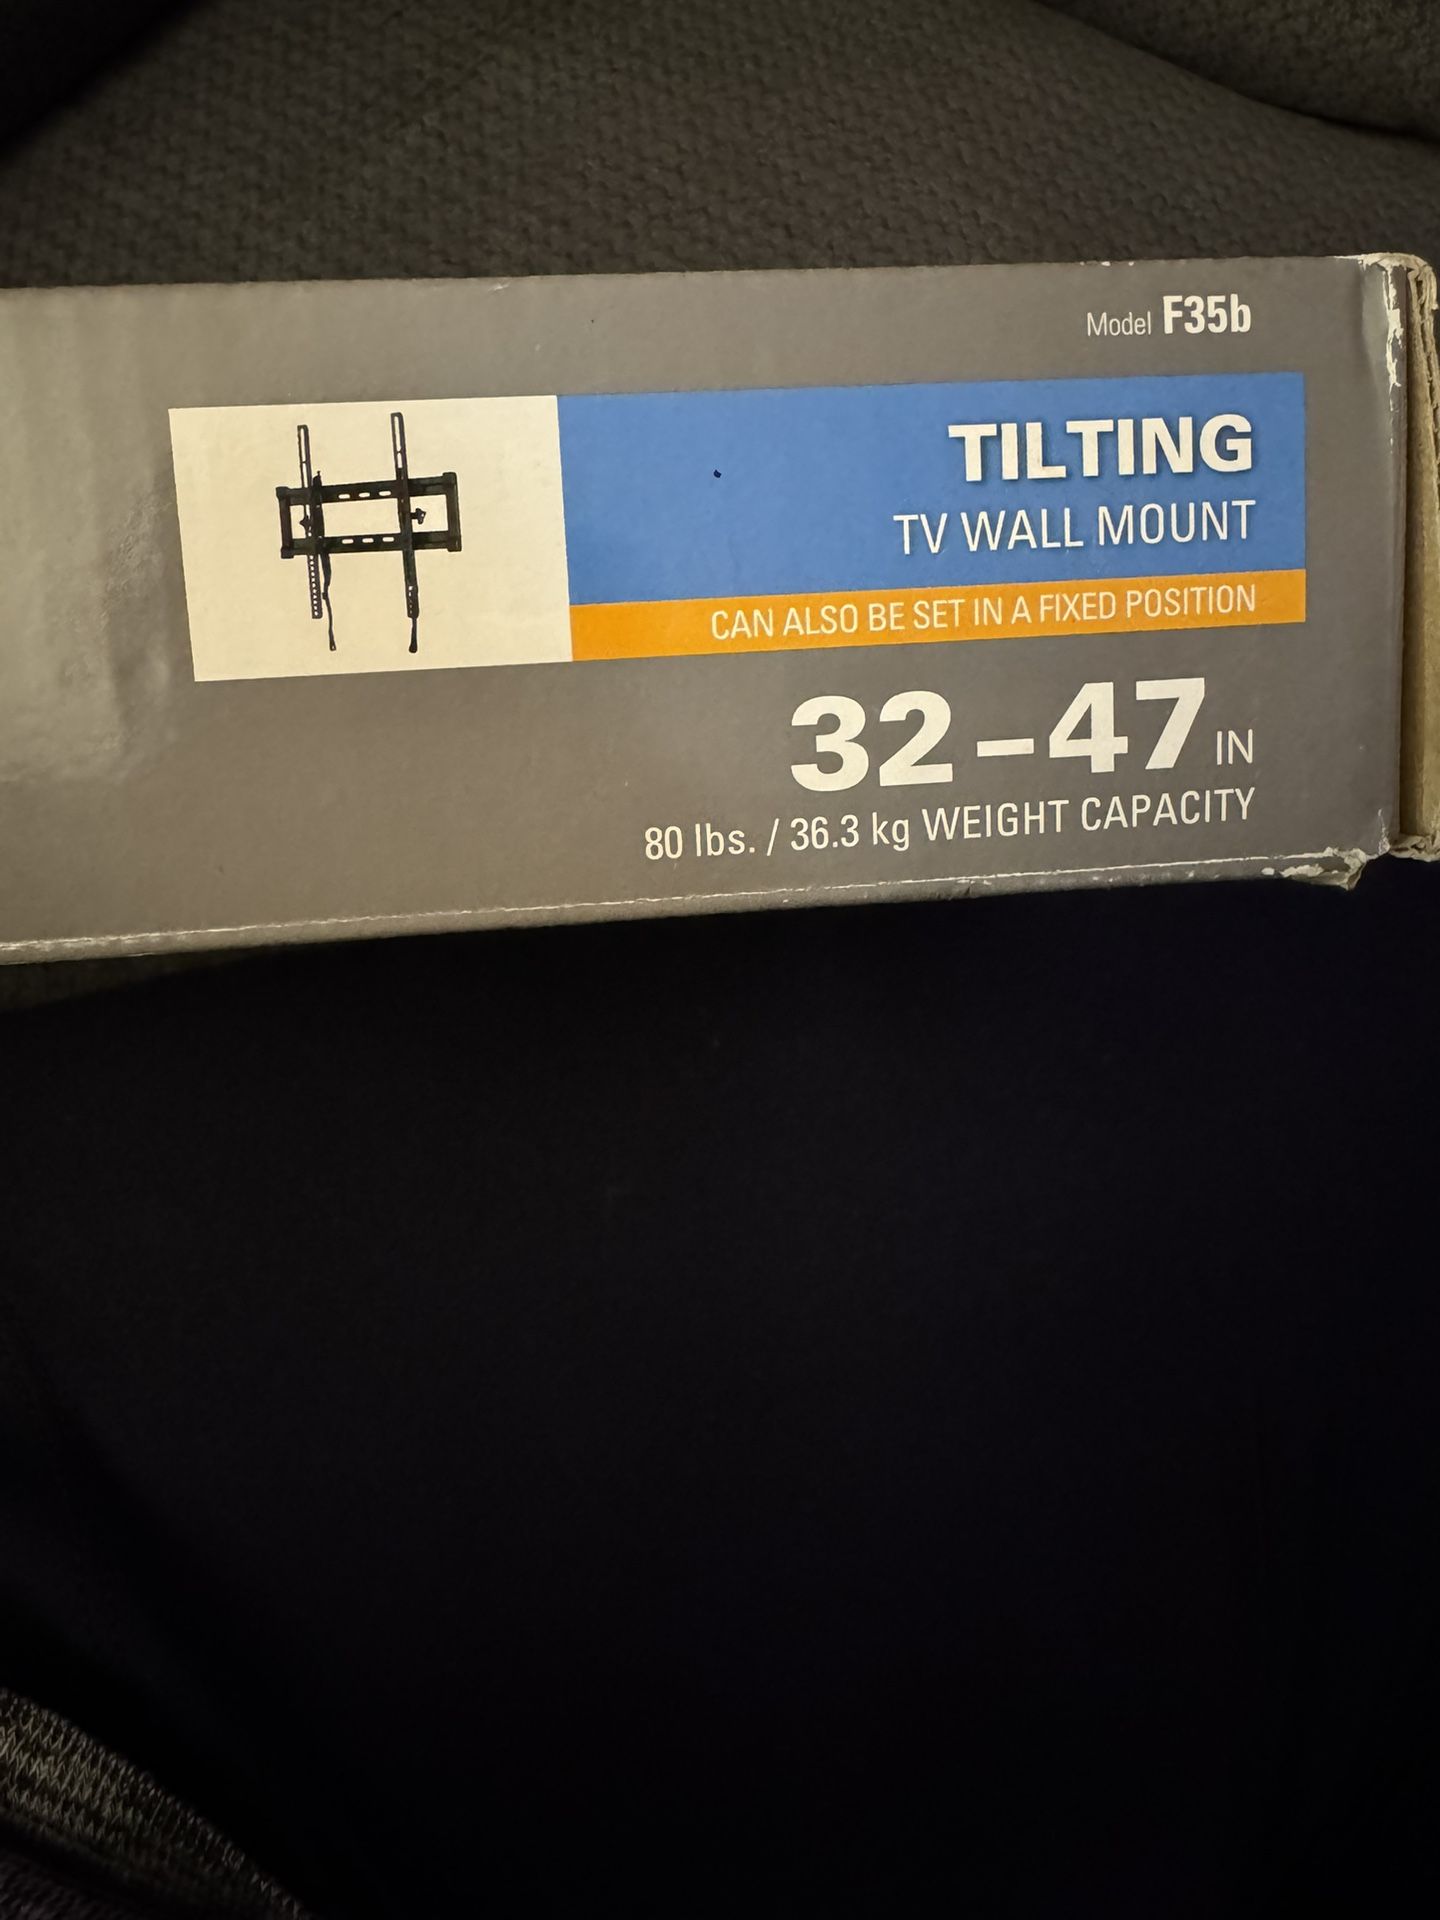 Model F35b
TILTING
TV WALL MOUNT
CAN ALSO BE SET IN A FIXED POSITION
32–47 IN
80 lbs. / 36.3 kg WEIGHT CAPACITY